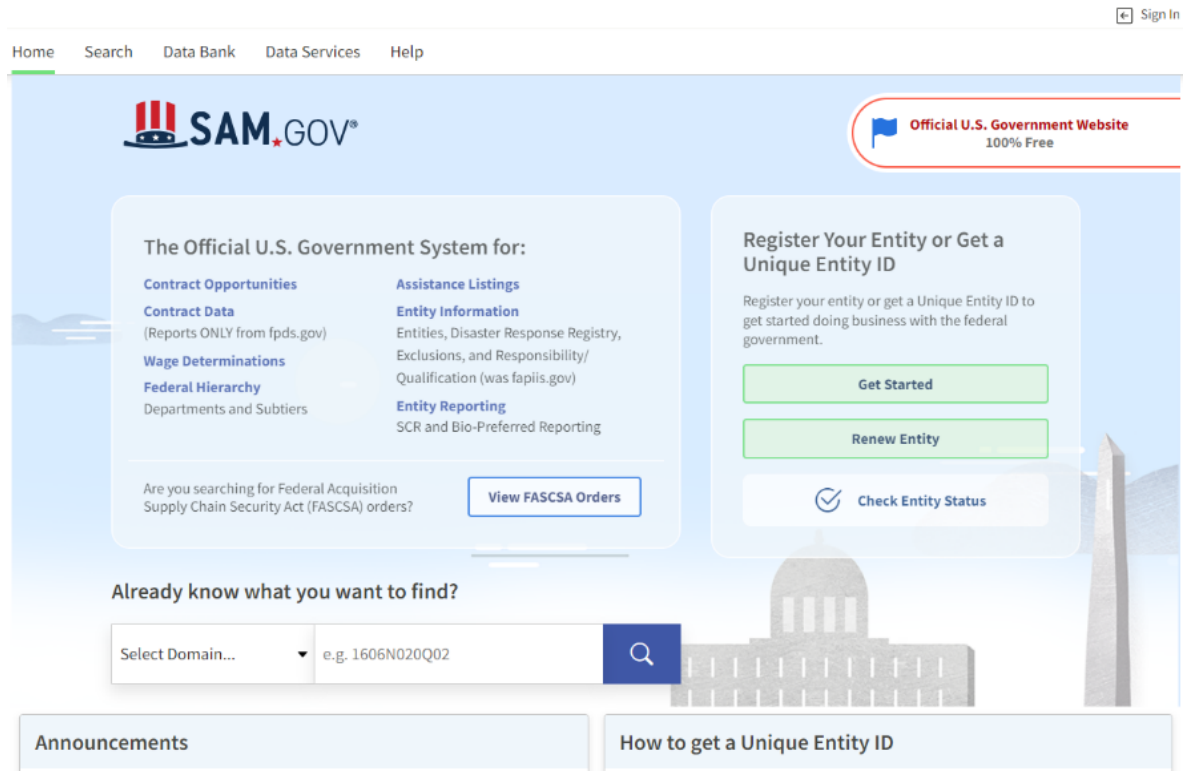 Sign In
Home Search Data Bank Data Services Help
SAM.GOV®
Official U.S. Government Website
100% Free
The Official U.S. Government System for:
Contract Opportunities
Contract Data
(Reports ONLY from fpds.gov)
Wage Determinations
Federal Hierarchy
Departments and Subtiers
Assistance Listings
Entity Information
Entities, Disaster Response Registry,
Exclusions, and Responsibility/
Qualification (was fapiis.gov)
Entity Reporting
SCR and Bio-Preferred Reporting
Are you searching for Federal Acquisition
Supply Chain Security Act (FASCSA) orders?
View FASCSA Orders
Register Your Entity or Get a
Unique Entity ID
Register your entity or get a Unique Entity ID to
get started doing business with the federal
government.
Get Started
Renew Entity
Check Entity Status
Already know what you want to find?
Select Domain...
e.g. 1606N020Q02
Announcements
How to get a Unique Entity ID